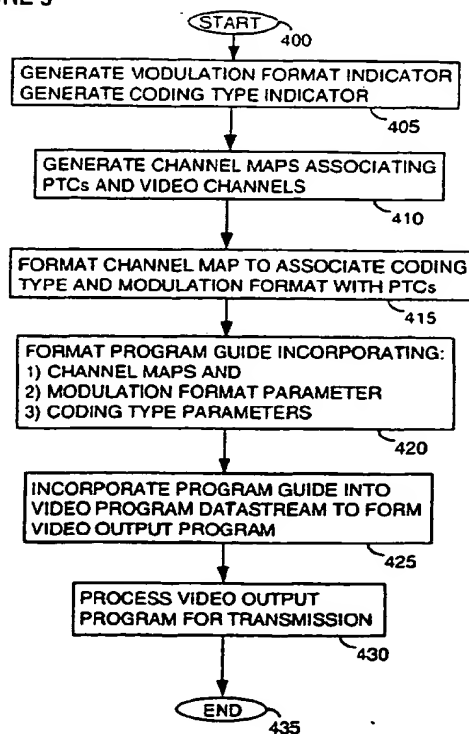 START
400
GENERATE MODULATION FORMAT INDICATOR
GENERATE CODING TYPE INDICATOR
405
GENERATE CHANNEL MAPS ASSOCIATING
PTCs AND VIDEO CHANNELS
410
FORMAT CHANNEL MAP TO ASSOCIATE CODING
TYPE AND MODULATION FORMAT WITH PTCs
415
FORMAT PROGRAM GUIDE INCORPORATING:
1) CHANNEL MAPS AND
2) MODULATION FORMAT PARAMETER
3) CODING TYPE PARAMETERS
420
INCORPORATE PROGRAM GUIDE INTO
VIDEO PROGRAM DATASTREAM TO FORM
VIDEO OUTPUT PROGRAM
425
PROCESS VIDEO OUTPUT
PROGRAM FOR TRANSMISSION
430
END
435